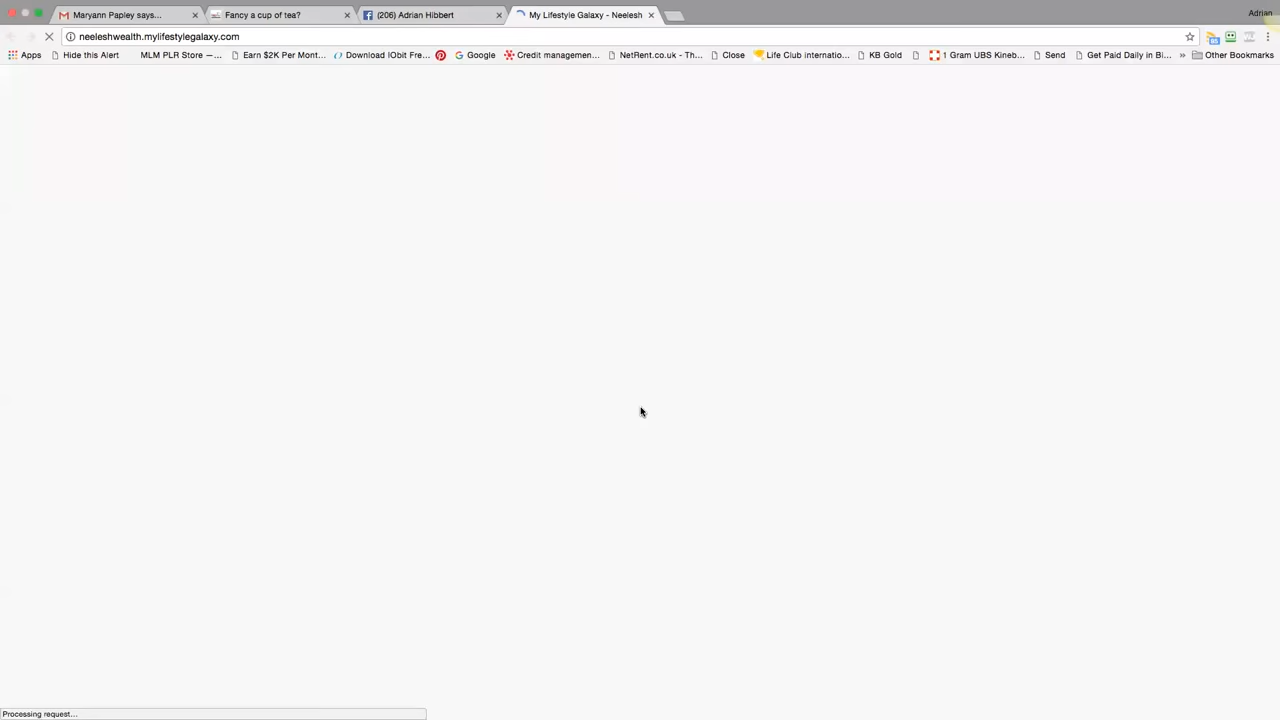 Maryann Papley says...
Fancy a cup of tea?
(206) Adrian Hibbert
My Lifestyle Galaxy - Neelesh
Adrian
neeleshwealth.mylifestylegalaxy.com
Apps
Hide this Alert
MLM PLR Store — ...
Earn $2K Per Mont...
Download IObit Fre...
Google
Credit managemen...
NetRent.co.uk - Th...
Close
Life Club internatio...
KB Gold
1 Gram UBS Kineb...
Send
Get Paid Daily in Bi...
»
Other Bookmarks
Processing request...